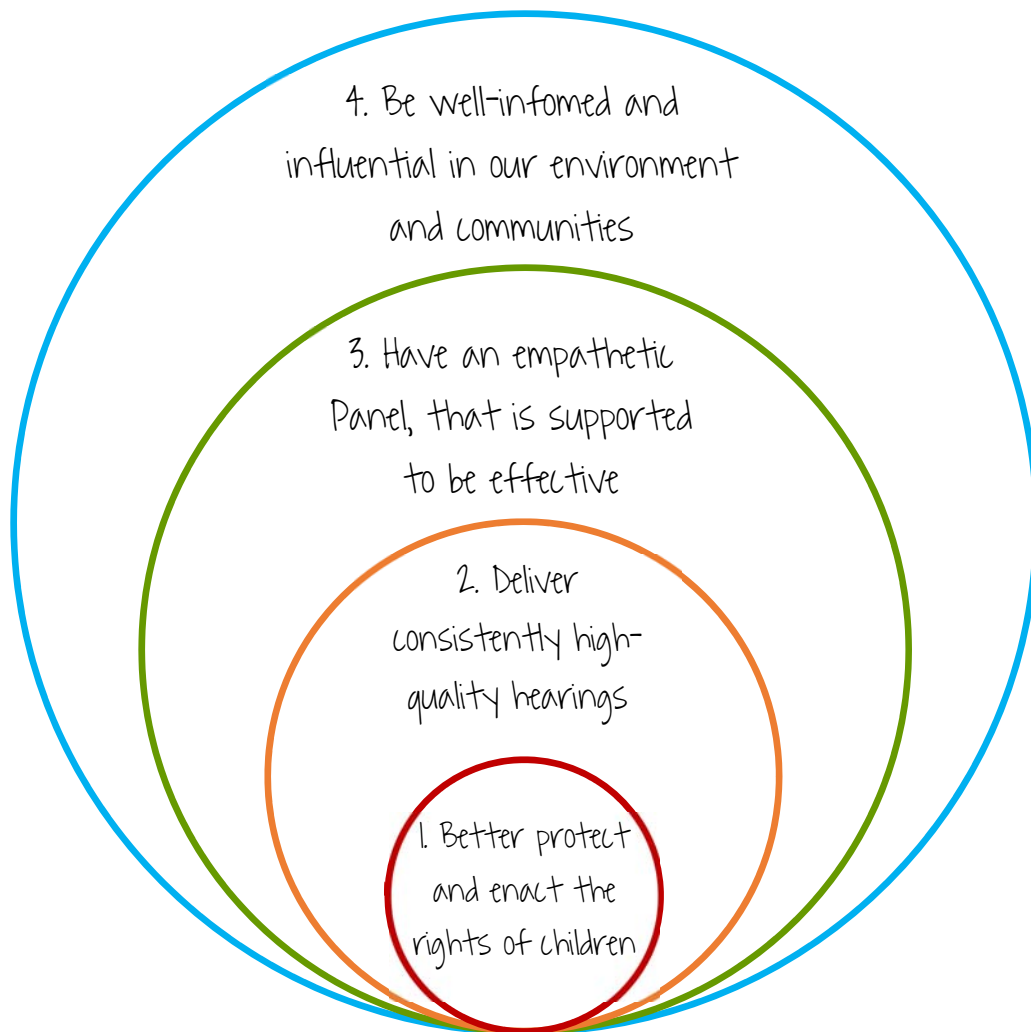 4. Be well-infomed and
influential in our environment
and communities
3. Have an empathetic
Panel, that is supported
to be effective
2. Deliver
consistently high-
quality hearings
1. Better protect
and enact the
rights of children